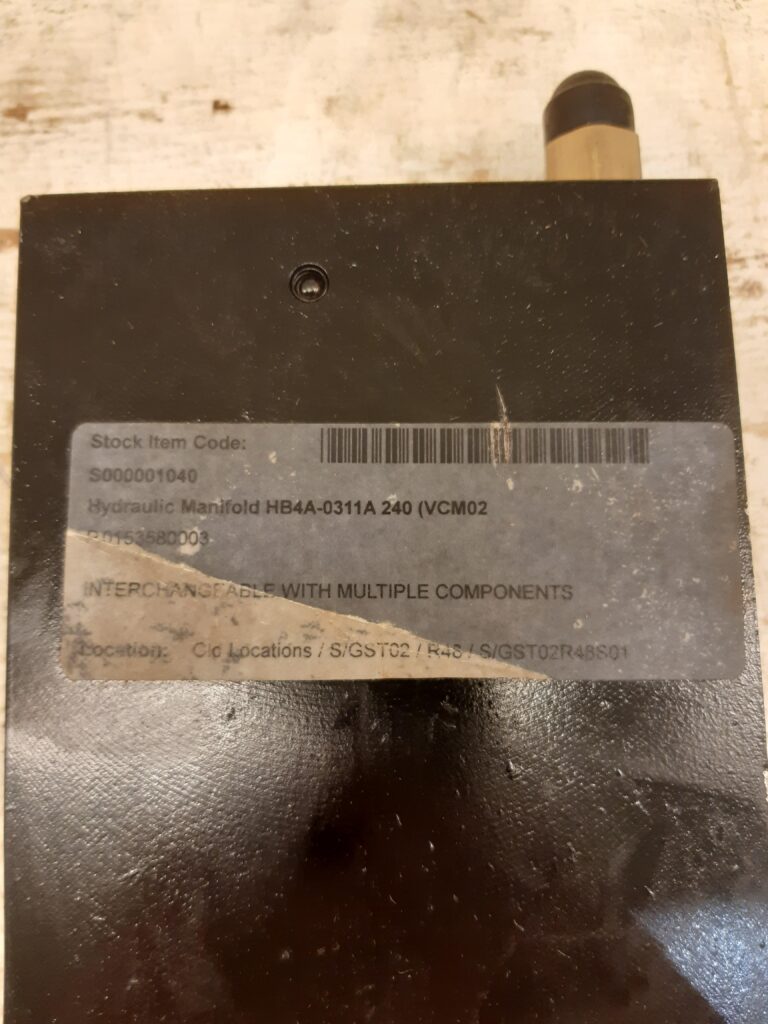 Stock Item Code:
S000001040
Hydraulic Manifold HB4A-0311A 240 (VCM02
R0153580003
INTERCHANGEABLE WITH MULTIPLE COMPONENTS
Location: Old Locations / S/GST02 / R48 / S/GST02R48S01